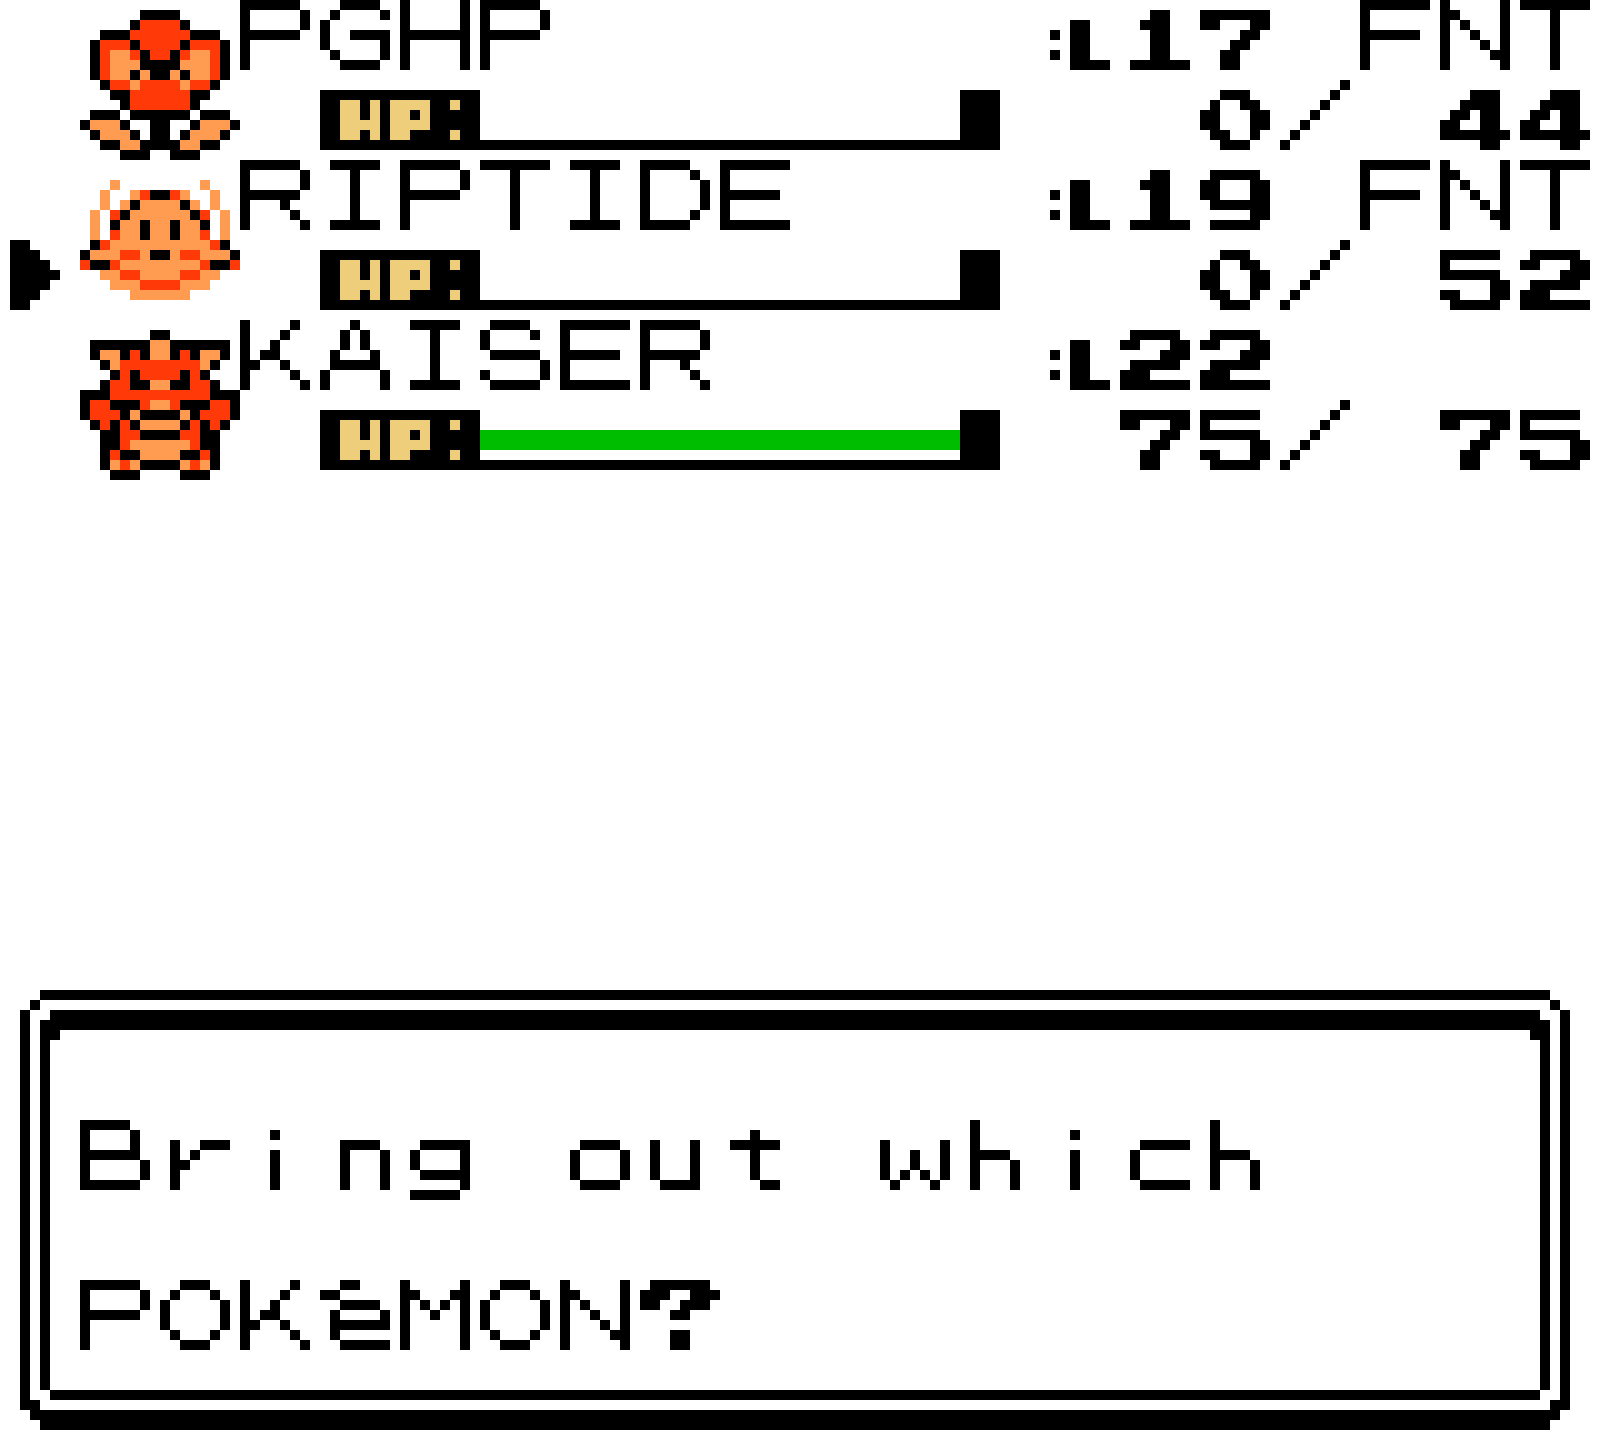 PGHP :L17 FNT
HP: 0/ 44
RIPTIDE :L19 FNT
HP: 0/ 52
KAISER :L22
HP: 75/ 75
Bring out which
POKéMON?